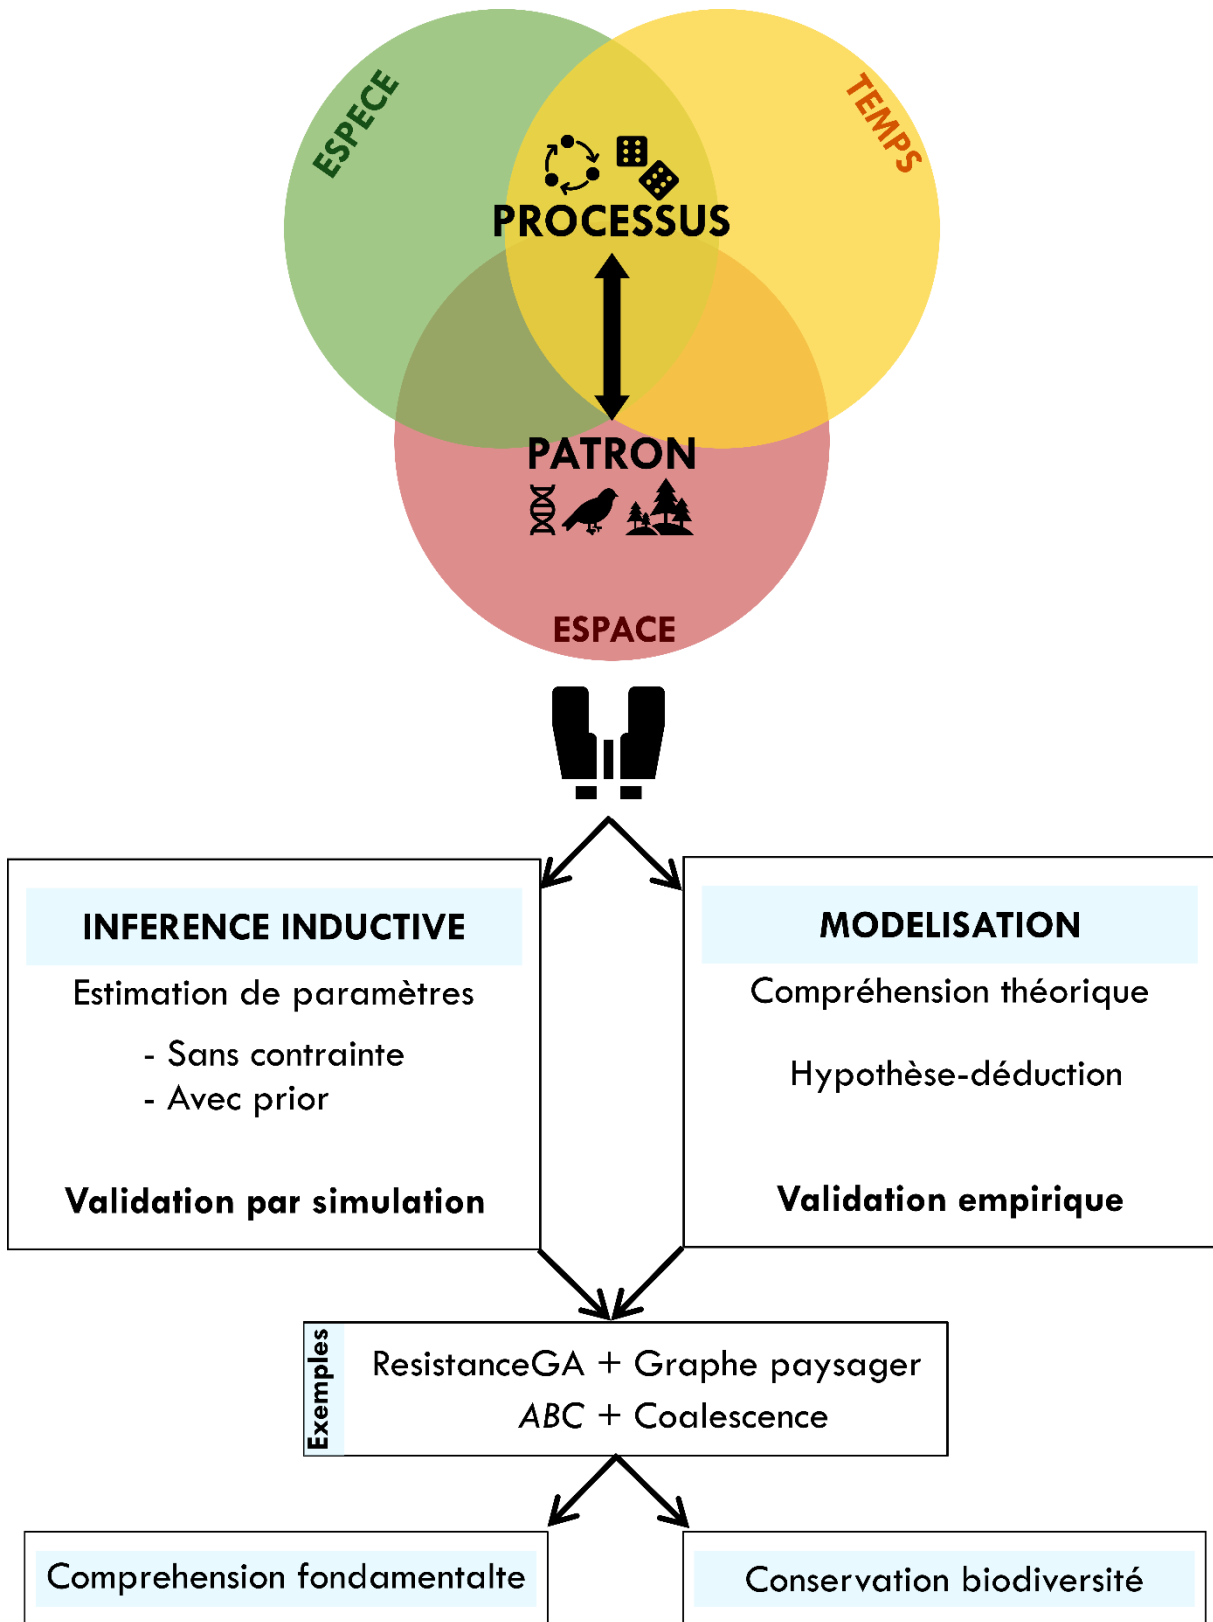 ESPECE
TEMPS
PROCESSUS
PATRON
ESPACE
INFERENCE INDUCTIVE
Estimation de paramètres
- Sans contrainte
- Avec prior
Validation par simulation
MODELISATION
Compréhension théorique
Hypothèse-déduction
Validation empirique
Exemples
ResistanceGA + Graphe paysager
ABC + Coalescence
Comprehension fondamentalte
Conservation biodiversité